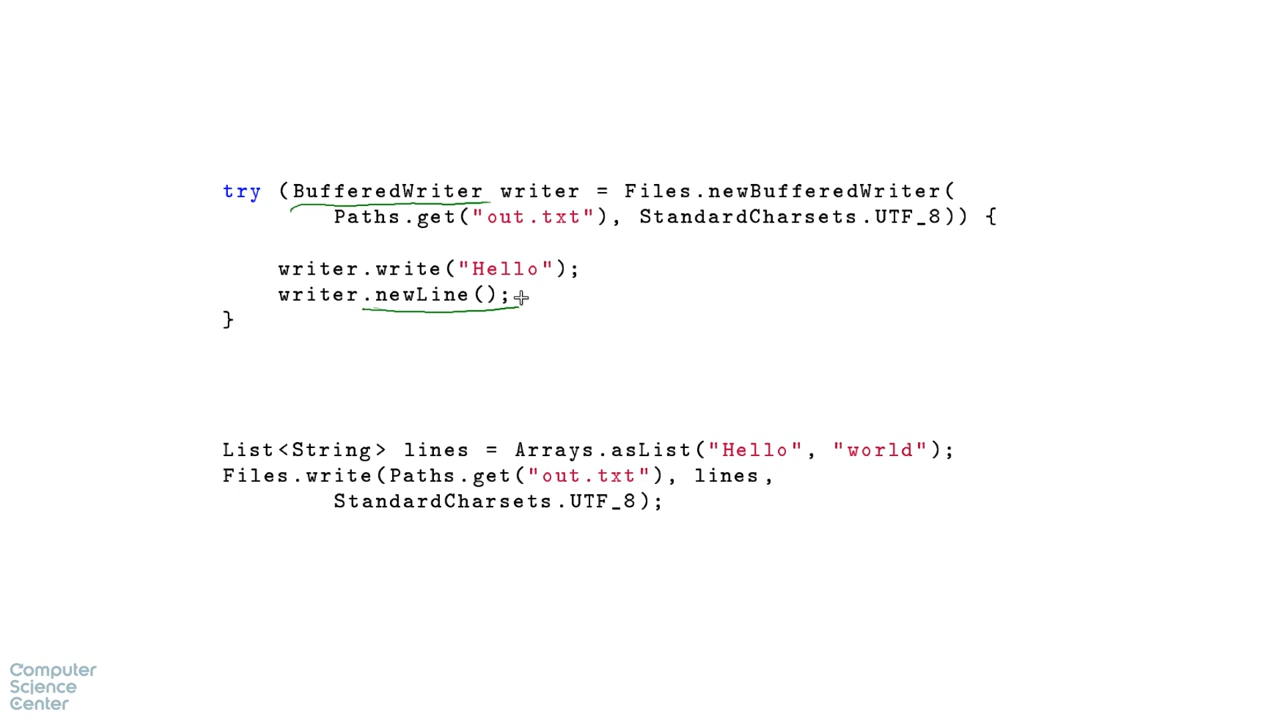 try (BufferedWriter writer = Files.newBufferedWriter(
Paths.get("out.txt"), StandardCharsets.UTF_8)) {
writer.write("Hello");
writer.newLine();
}
List<String> lines = Arrays.asList("Hello", "world");
Files.write(Paths.get("out.txt"), lines,
StandardCharsets.UTF_8);
Computer
Science
Center